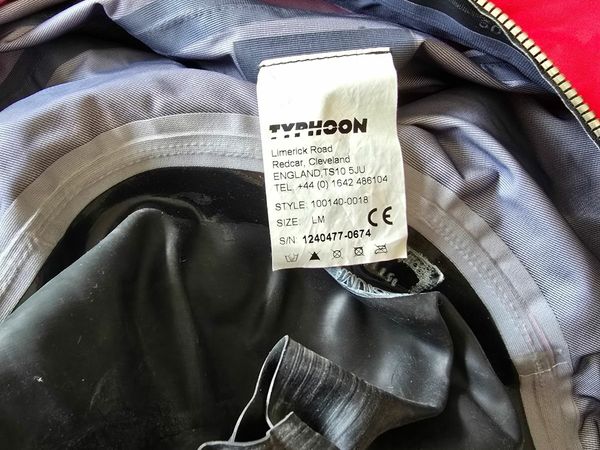 TYPHOON
Limerick Road
Redcar, Cleveland
ENGLAND,TS10 5JU
TEL, +44 (0) 1642 486104
STYLE: 100140-0018
SIZE: LM CE
S/N: 1240477-0674